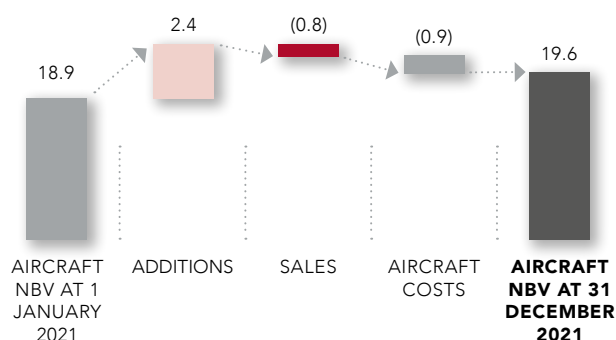 18.9
2.4
(0.8)
(0.9)
19.6
AIRCRAFT
NBV AT 1
JANUARY
2021
ADDITIONS
SALES
AIRCRAFT
COSTS
AIRCRAFT
NBV AT 31
DECEMBER
2021